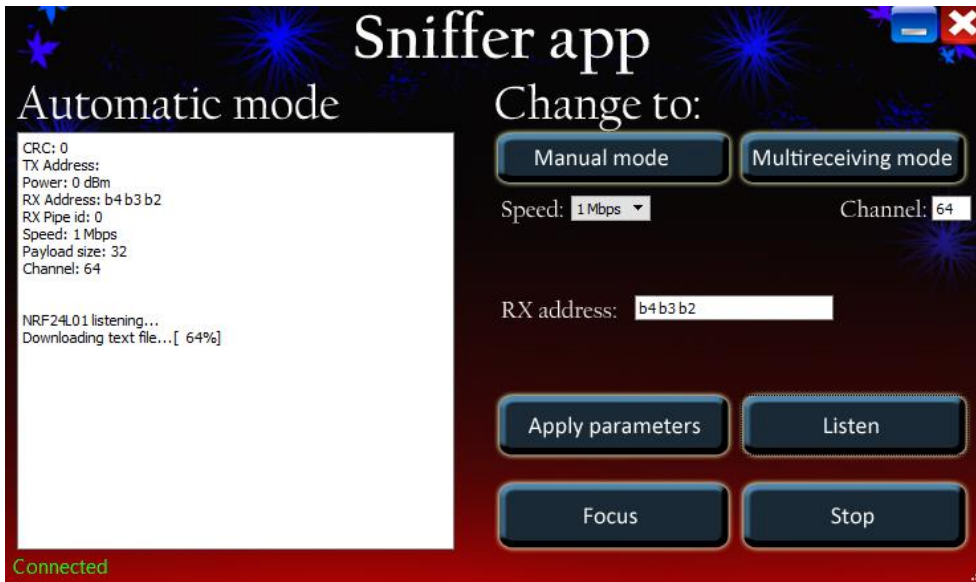 Sniffer app
Automatic mode
CRC: 0
TX Address:
Power: 0 dBm
RX Address: b4 b3 b2
RX Pipe id: 0
Speed: 1 Mbps
Payload size: 32
Channel: 64
NRF24L01 listening...
Downloading text file...[ 64%]
Connected
Change to:
Manual mode
Multireceiving mode
Speed: 1 Mbps
Channel: 64
RX address: b4 b3 b2
Apply parameters
Listen
Focus
Stop